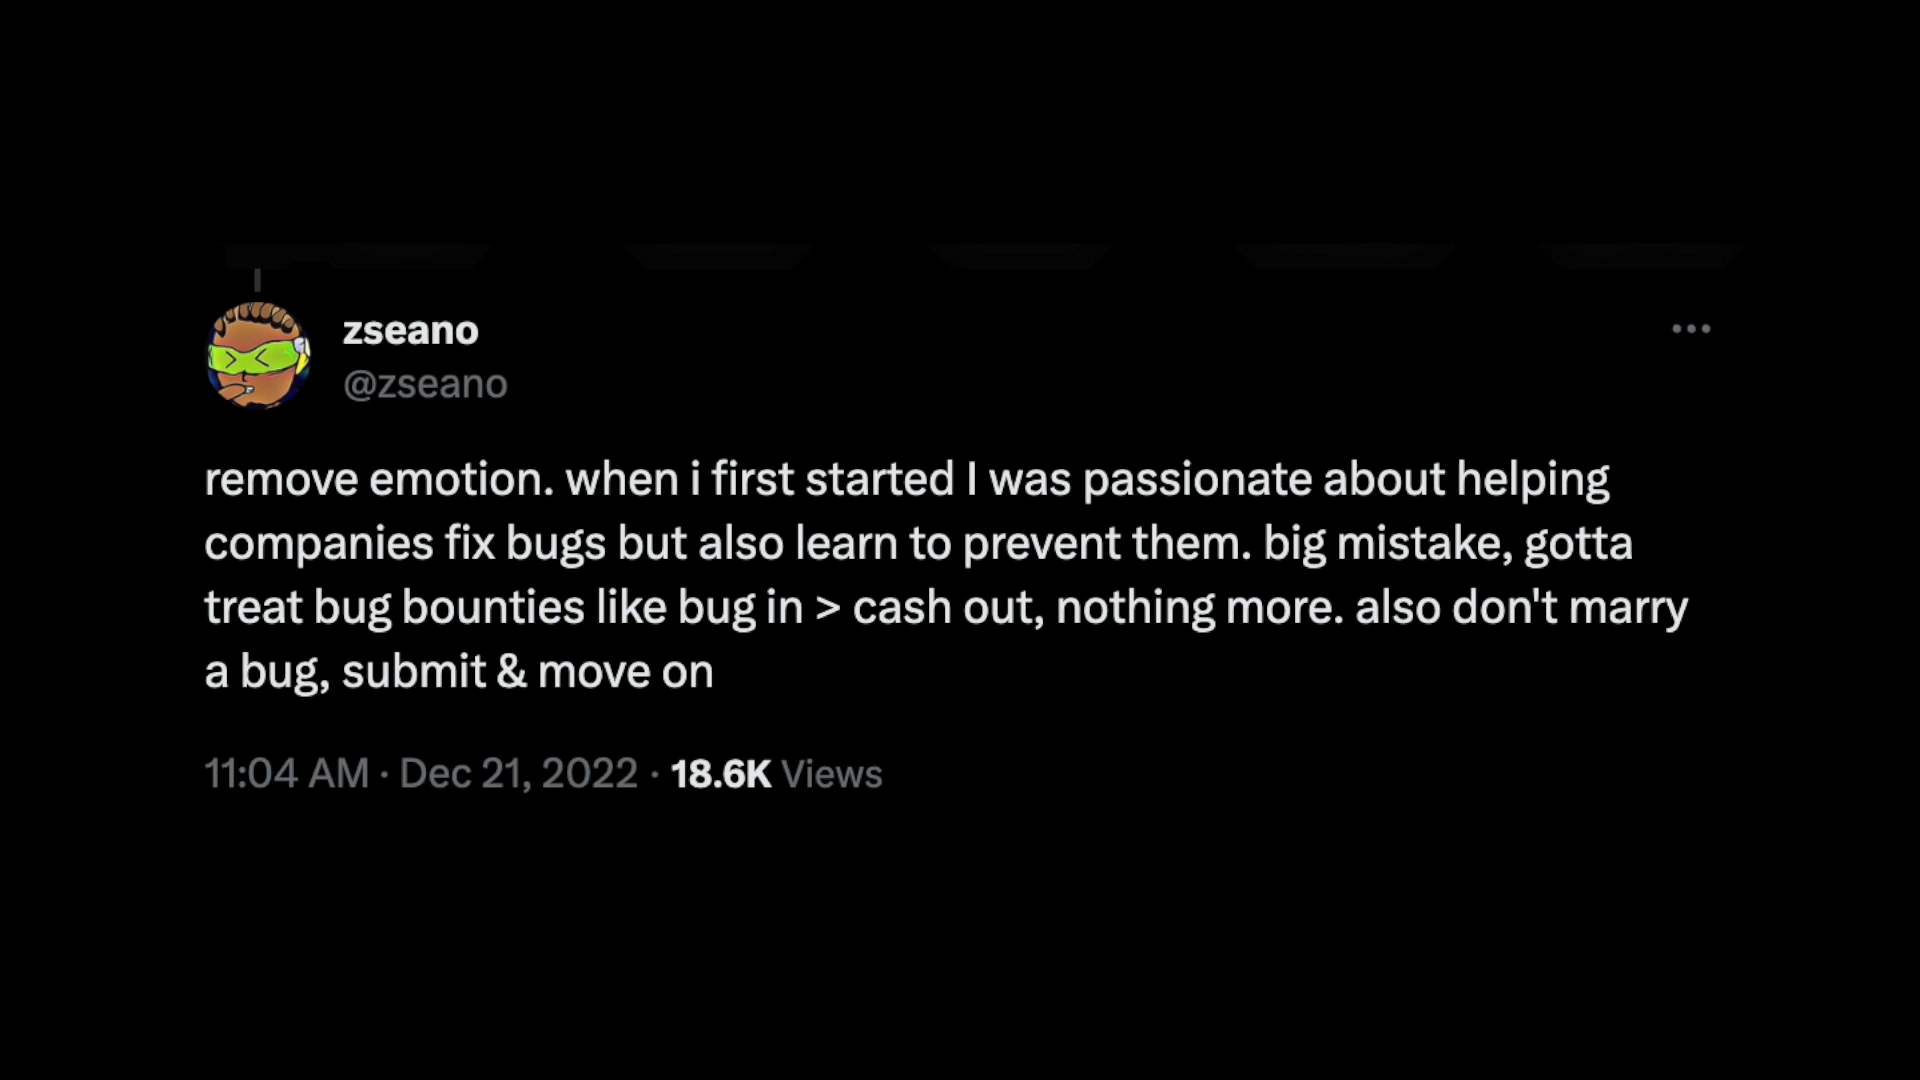 zseano
@zseano
remove emotion. when i first started I was passionate about helping
companies fix bugs but also learn to prevent them. big mistake, gotta
treat bug bounties like bug in > cash out, nothing more. also don't marry
a bug, submit & move on
11:04 AM · Dec 21, 2022 · 18.6K Views